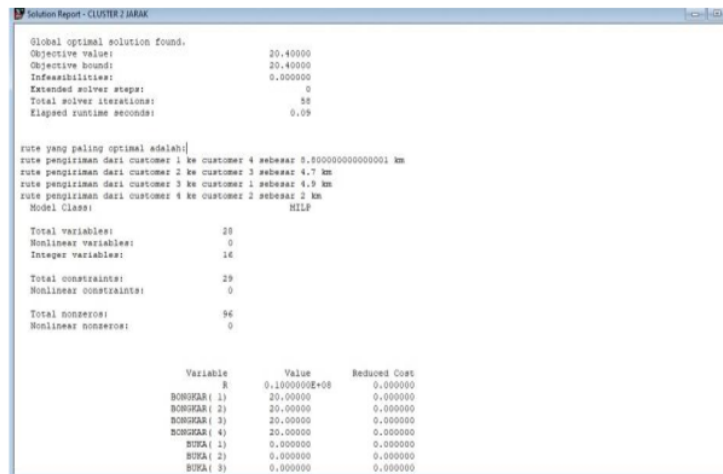 Solution Report - CLUSTER 2 JARAK
Global optimal solution found.
Objective value: 20.40000
Objective bound: 20.40000
Infeasibilities: 0.000000
Extended solver steps: 0
Total solver iterations: 58
Elapsed runtime seconds: 0.09
rute yang paling optimal adalah:
rute pengiriman dari customer 1 ke customer 4 sebesar 8.800000000000001 km
rute pengiriman dari customer 2 ke customer 3 sebesar 4.7 km
rute pengiriman dari customer 3 ke customer 1 sebesar 4.9 km
rute pengiriman dari customer 4 ke customer 2 sebesar 2 km
Model Class: MILP
Total variables: 28
Nonlinear variables: 0
Integer variables: 16
Total constraints: 29
Nonlinear constraints: 0
Total nonzeros: 96
Nonlinear nonzeros: 0
Variable Value Reduced Cost
R 0.1000000E+08 0.000000
BONGKAR( 1) 20.00000 0.000000
BONGKAR( 2) 20.00000 0.000000
BONGKAR( 3) 20.00000 0.000000
BONGKAR( 4) 20.00000 0.000000
BUKA( 1) 0.000000 0.000000
BUKA( 2) 0.000000 0.000000
BUKA( 3) 0.000000 0.000000